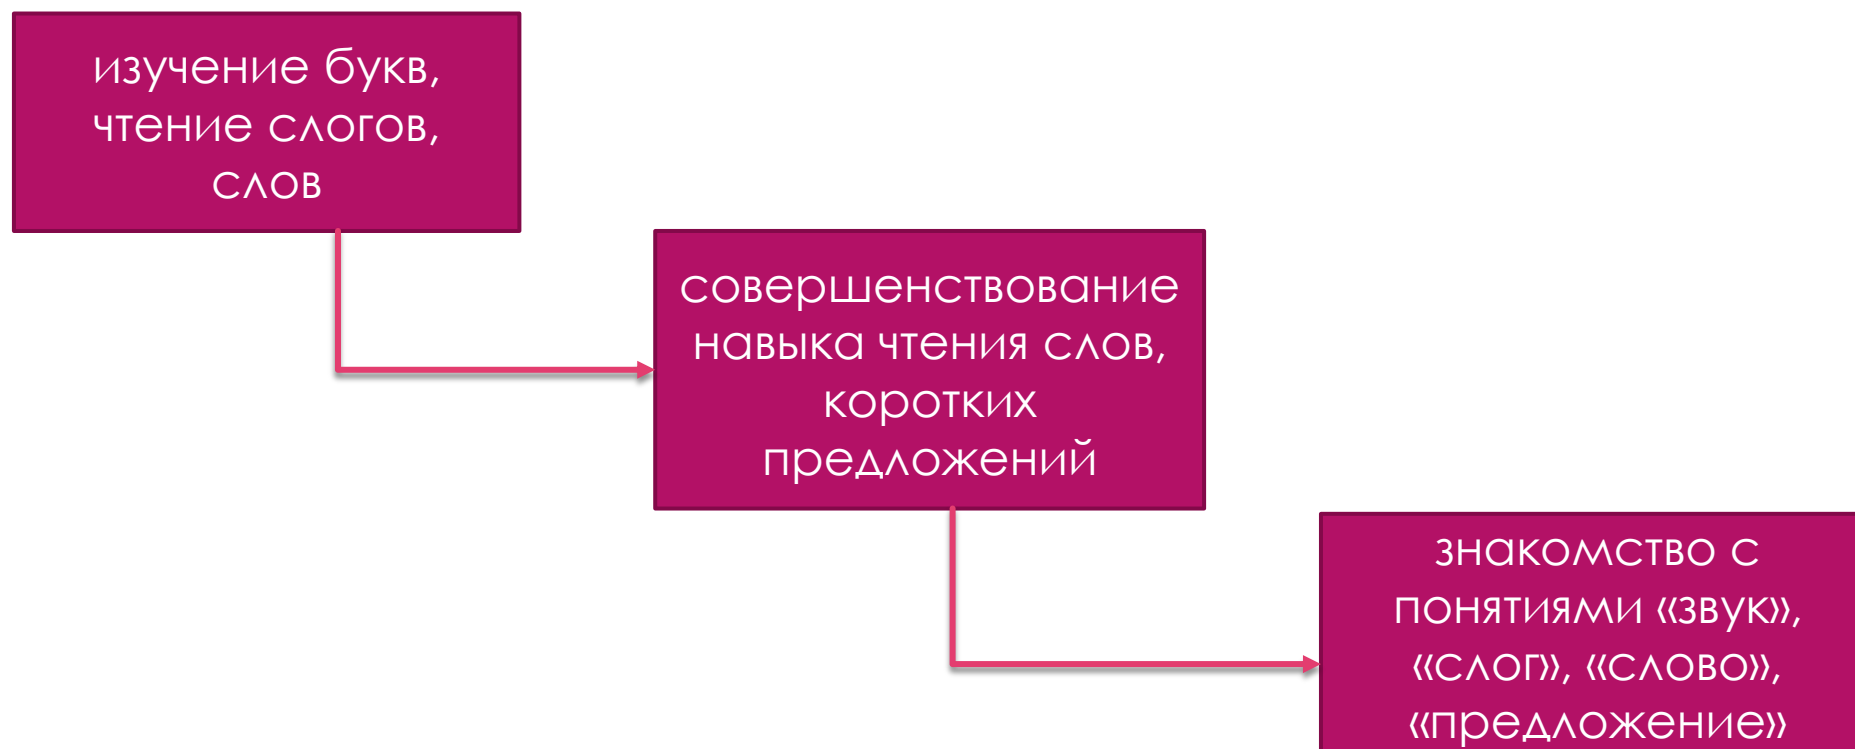 изучение букв,
чтение слогов,
слов
совершенствование
навыка чтения слов,
коротких
предложений
знакомство с
понятиями «звук»,
«слог», «слово»,
«предложение»